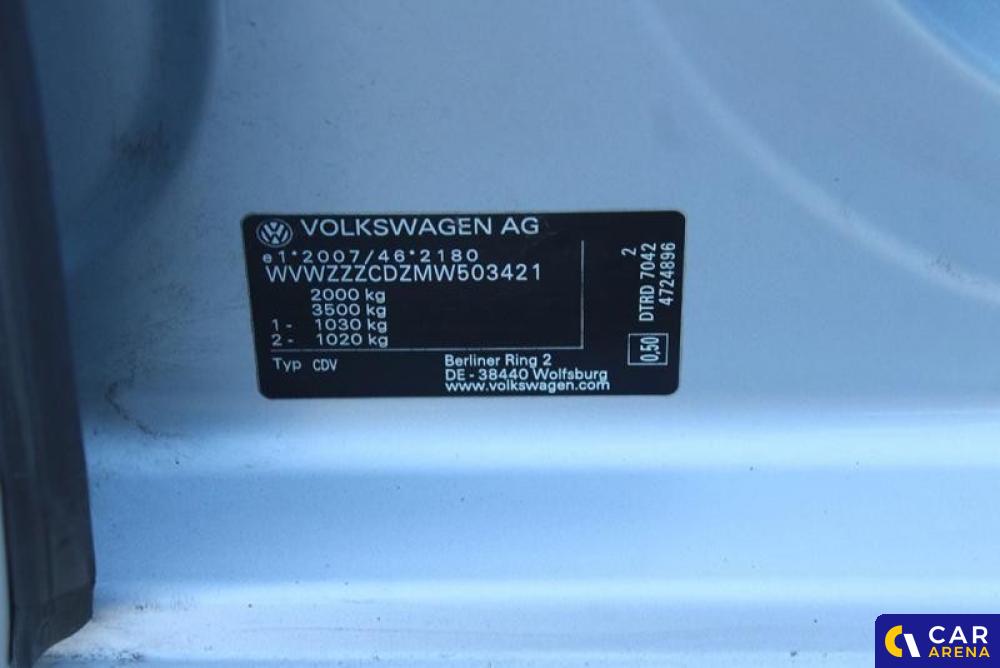 VOLKSWAGEN AG
e1*2007/46*2180
WVWZZZCDZMW503421
2000 kg
3500 kg
1 - 1030 kg
2 - 1020 kg
Typ CDV
Berliner Ring 2
DE - 38440 Wolfsburg
www.volkswagen.com
0,50
DTRD 7042 2
4724896
CAR
ARENA